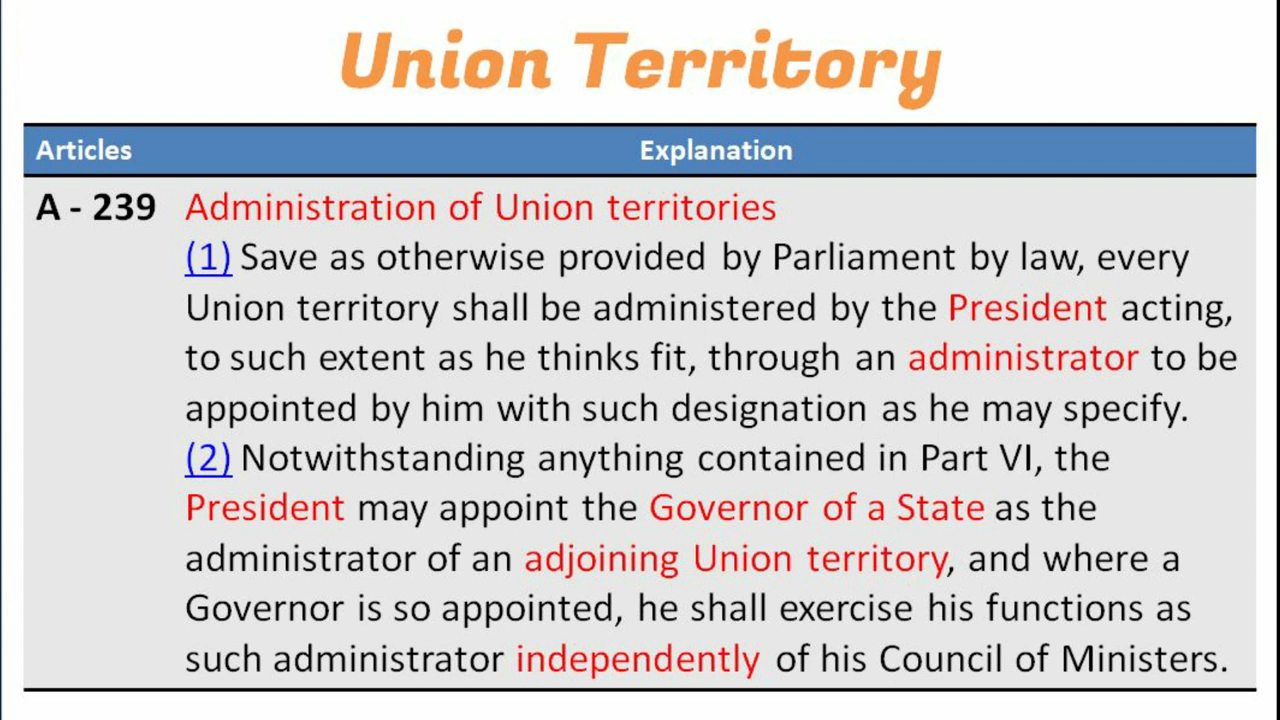 Union Territory
Articles Explanation
A - 239 Administration of Union territories
(1) Save as otherwise provided by Parliament by law, every
Union territory shall be administered by the President acting,
to such extent as he thinks fit, through an administrator to be
appointed by him with such designation as he may specify.
(2) Notwithstanding anything contained in Part VI, the
President may appoint the Governor of a State as the
administrator of an adjoining Union territory, and where a
Governor is so appointed, he shall exercise his functions as
such administrator independently of his Council of Ministers.